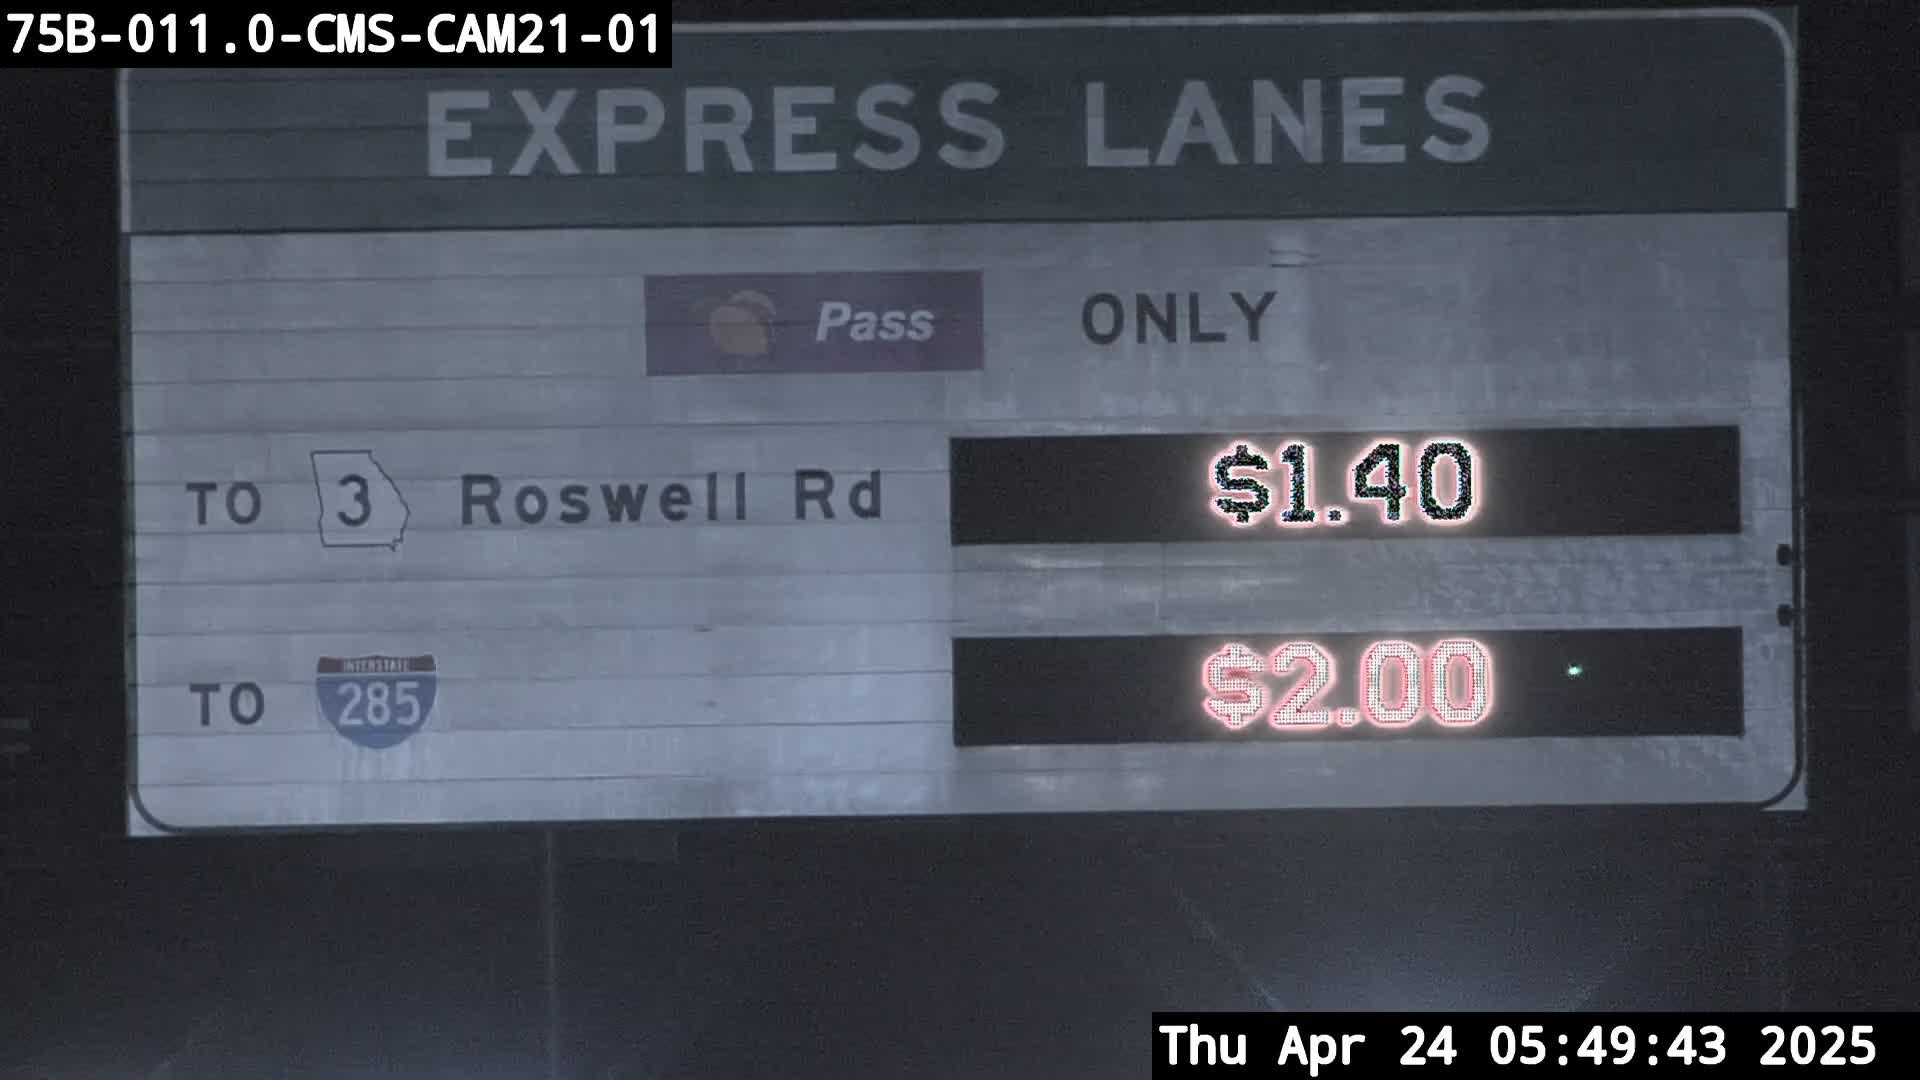 75B-011.0-CMS-CAM21-01
EXPRESS LANES
Pass ONLY
TO 3 Roswell Rd $1.40
INTERSTATE
TO 285 $2.00
Thu Apr 24 05:49:43 2025